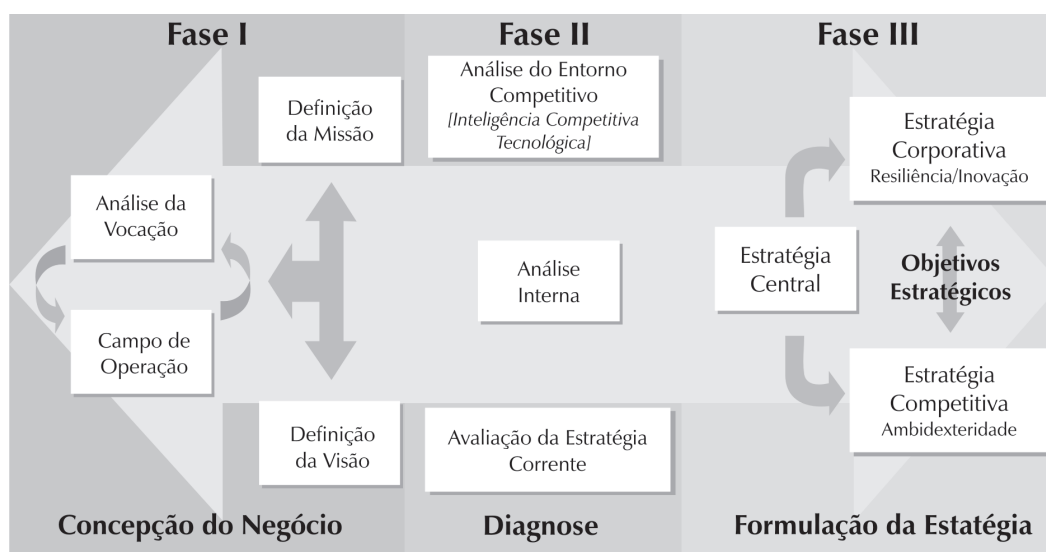 Fase I
Fase II
Fase III
Definição
da Missão
Análise da
Vocação
Campo de
Operação
Definição
da Visão
Análise do Entorno
Competitivo
[Inteligência Competitiva
Tecnológica]
Análise
Interna
Avaliação da Estratégia
Corrente
Estratégia
Central
Estratégia
Corporativa
Resiliência/Inovação
Objetivos
Estratégicos
Estratégia
Competitiva
Ambidexteridade
Concepção do Negócio
Diagnose
Formulação da Estatégia